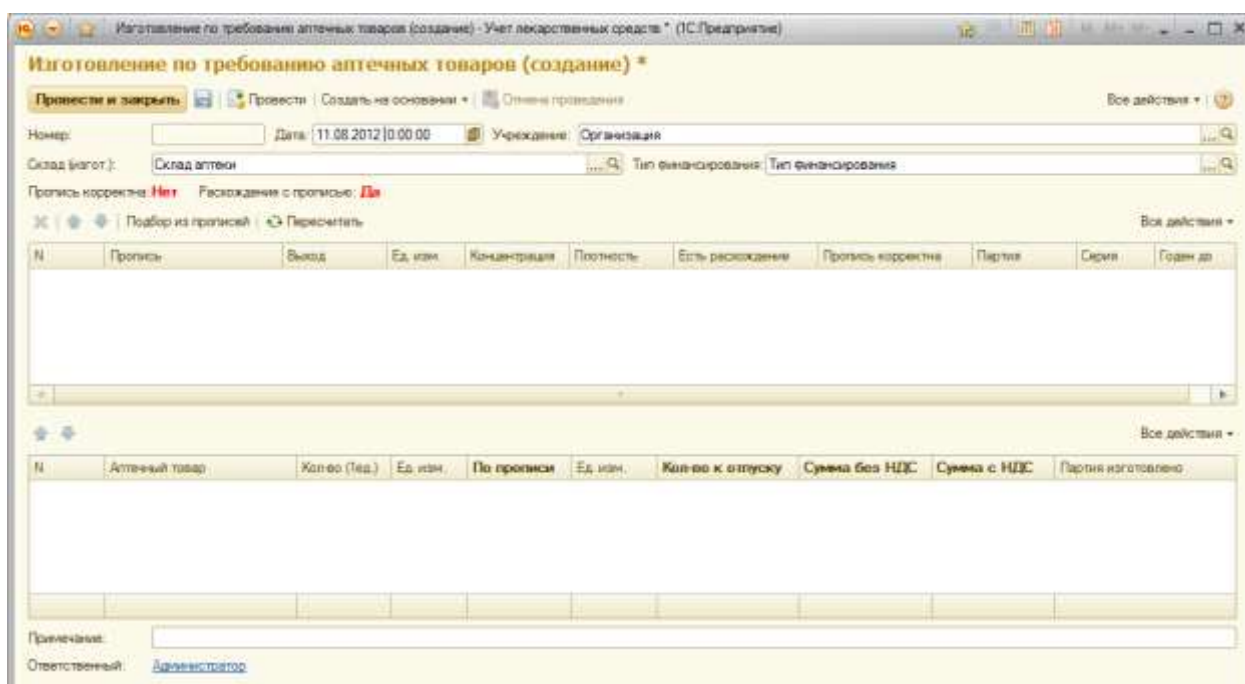 Изготовление по требованию аптечных товаров (создание) - Учет лекарственных средств * (1С:Предприятие)
Изготовление по требованию аптечных товаров (создание) *
Провести и закрыть Провести Создать на основании Отмена проведения Все действия
Номер: Дата: 11.08.2012 0:00:00 Учреждение: Организация
Склад (изгот.): Склад аптеки Тип финансирования: Тип финансирования
Пропись корректна: Нет Расхождение с прописью: Да
Подбор из прописей Пересчитать Все действия
N Пропись Выход Ед. изм. Концентрация Плотность Есть расхождение Пропись корректна Партия Серия Годен до
Все действия
N Аптечный товар Кол-во (Тед.) Ед. изм. По прописи Ед. изм. Кол-во к отпуску Сумма без НДС Сумма с НДС Партия изготовлено
Примечание:
Ответственный: Администратор